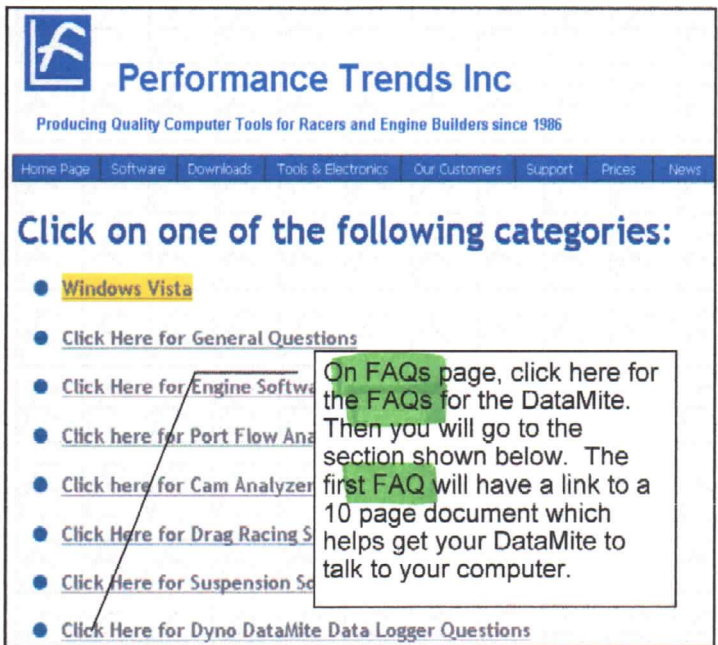 Performance Trends Inc
Producing Quality Computer Tools for Racers and Engine Builders since 1986
Home Page Software Downloads Tools & Electronics Our Customers Support Prices News
Click on one of the following categories:
Windows Vista
Click Here for General Questions
Click Here for Engine Softwa
Click here for Port Flow Ana
Click here for Cam Analyzer
Click Here for Drag Racing S
Click Here for Suspension So
Click Here for Dyno DataMite Data Logger Questions
On FAQs page, click here for
the FAQs for the DataMite.
Then you will go to the
section shown below. The
first FAQ will have a link to a
10 page document which
helps get your DataMite to
talk to your computer.